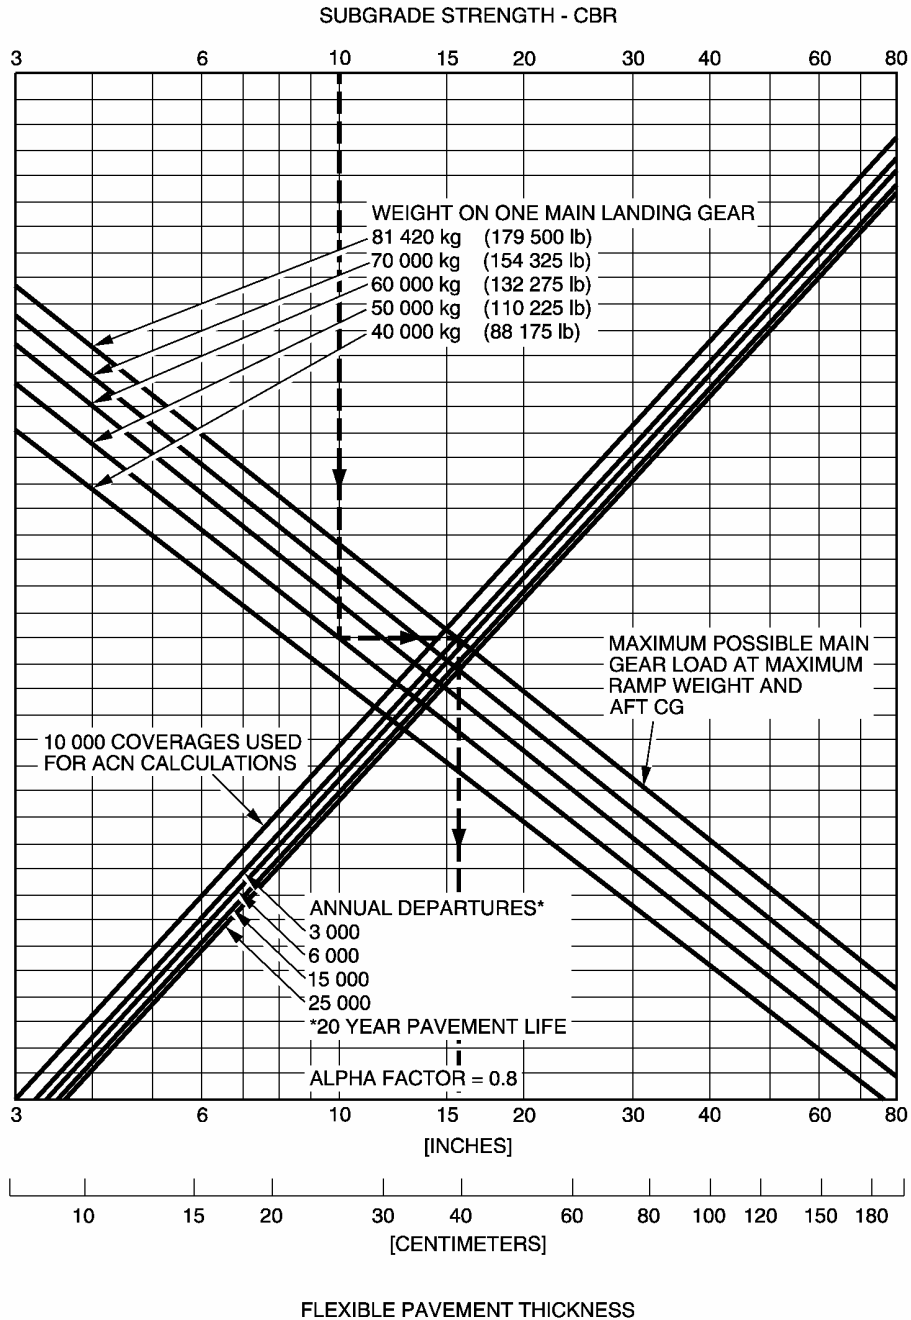 SUBGRADE STRENGTH - CBR
3 6 10 15 20 30 40 60 80
WEIGHT ON ONE MAIN LANDING GEAR
81 420 kg (179 500 lb)
70 000 kg (154 325 lb)
60 000 kg (132 275 lb)
50 000 kg (110 225 lb)
40 000 kg (88 175 lb)
MAXIMUM POSSIBLE MAIN
GEAR LOAD AT MAXIMUM
RAMP WEIGHT AND
AFT CG
10 000 COVERAGES USED
FOR ACN CALCULATIONS
ANNUAL DEPARTURES*
3 000
6 000
15 000
25 000
*20 YEAR PAVEMENT LIFE
ALPHA FACTOR = 0.8
3 6 10 15 20 30 40 60 80
[INCHES]
10 15 20 30 40 60 80 100 120 150 180
[CENTIMETERS]
FLEXIBLE PAVEMENT THICKNESS